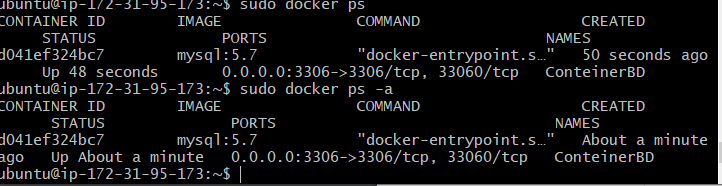 ubuntu@ip-172-31-95-173:~$ sudo docker ps
CONTAINER ID IMAGE COMMAND CREATED
STATUS PORTS NAMES
d041ef324bc7 mysql:5.7 "docker-entrypoint.s…" 50 seconds ago
Up 48 seconds 0.0.0.0:3306->3306/tcp, 33060/tcp ConteinerBD
ubuntu@ip-172-31-95-173:~$ sudo docker ps -a
CONTAINER ID IMAGE COMMAND CREATED
STATUS PORTS NAMES
d041ef324bc7 mysql:5.7 "docker-entrypoint.s…" About a minute
ago Up About a minute 0.0.0.0:3306->3306/tcp, 33060/tcp ConteinerBD
ubuntu@ip-172-31-95-173:~$